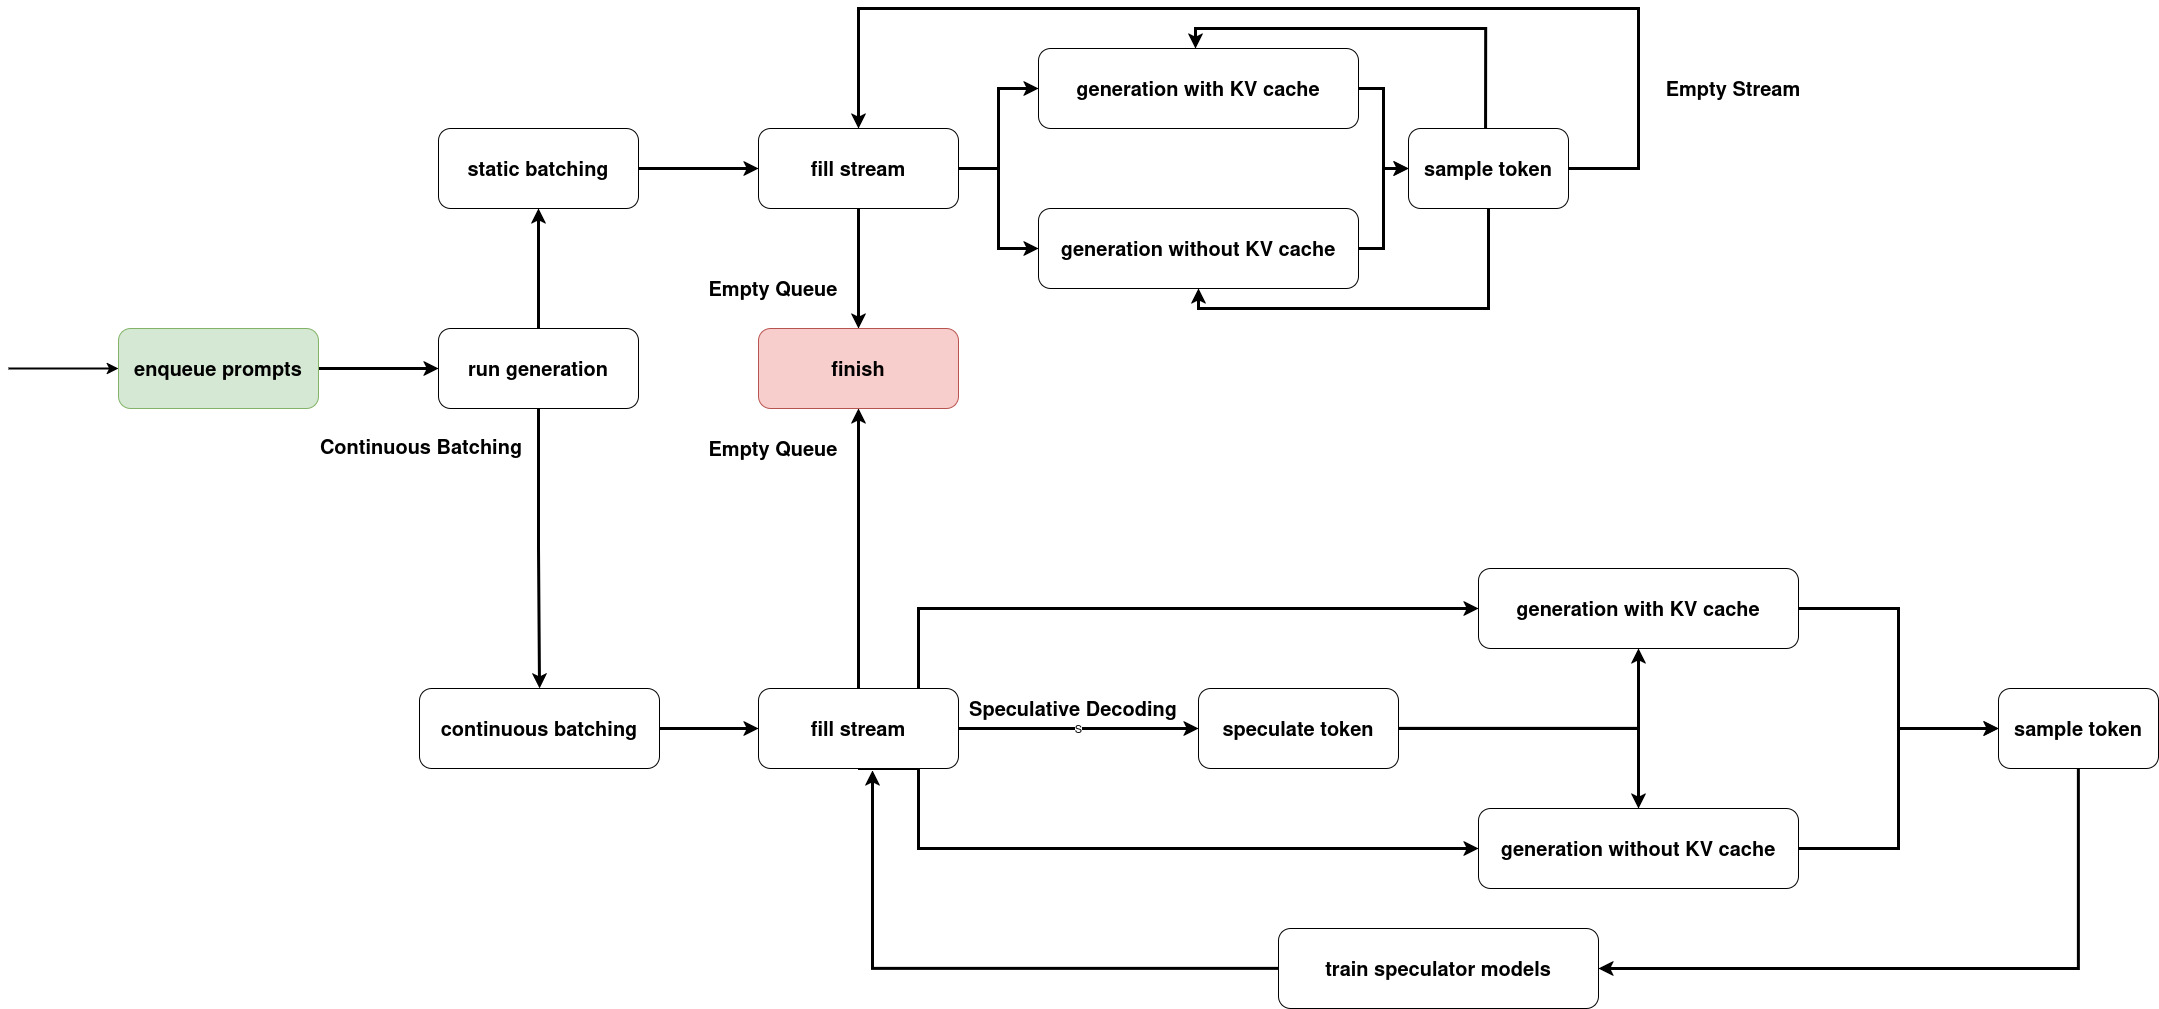 Empty Stream
generation with KV cache
static batching
fill stream
sample token
generation without KV cache
Empty Queue
enqueue prompts
run generation
finish
Continuous Batching
Empty Queue
generation with KV cache
Speculative Decoding
s
continuous batching
fill stream
speculate token
sample token
generation without KV cache
train speculator models